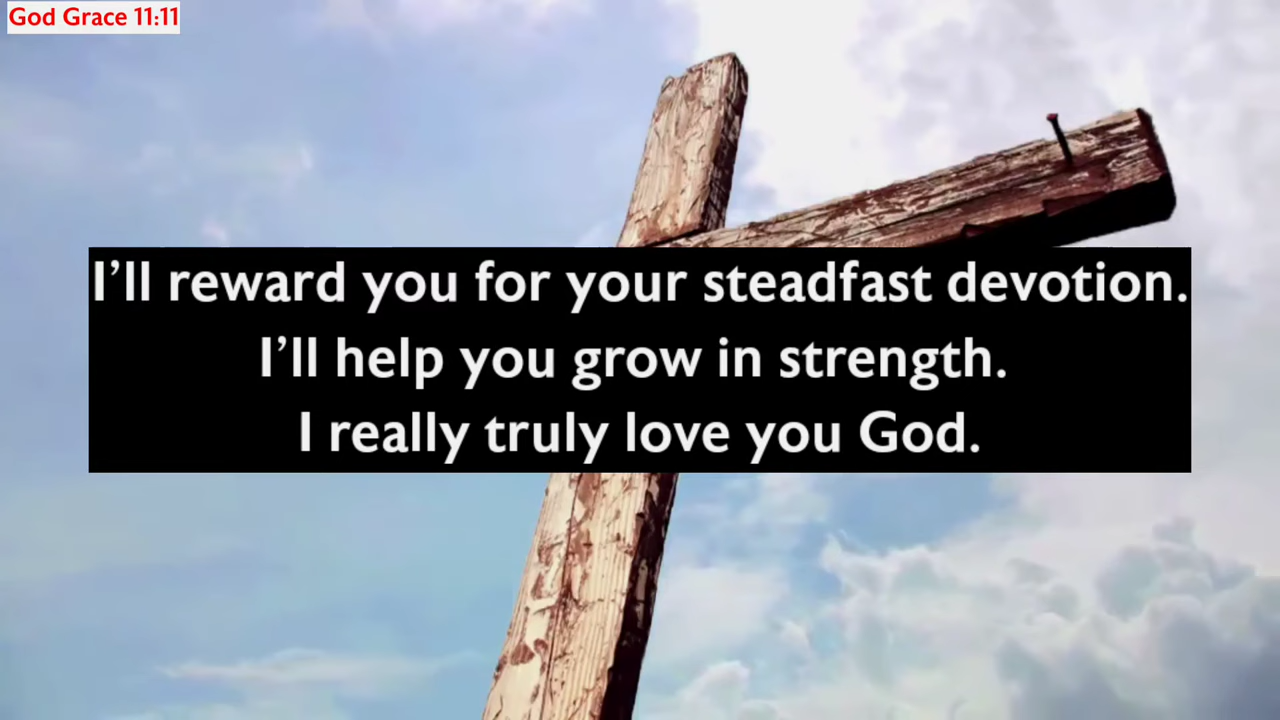 God Grace 11:11
I'll reward you for your steadfast devotion.
I'll help you grow in strength.
I really truly love you God.